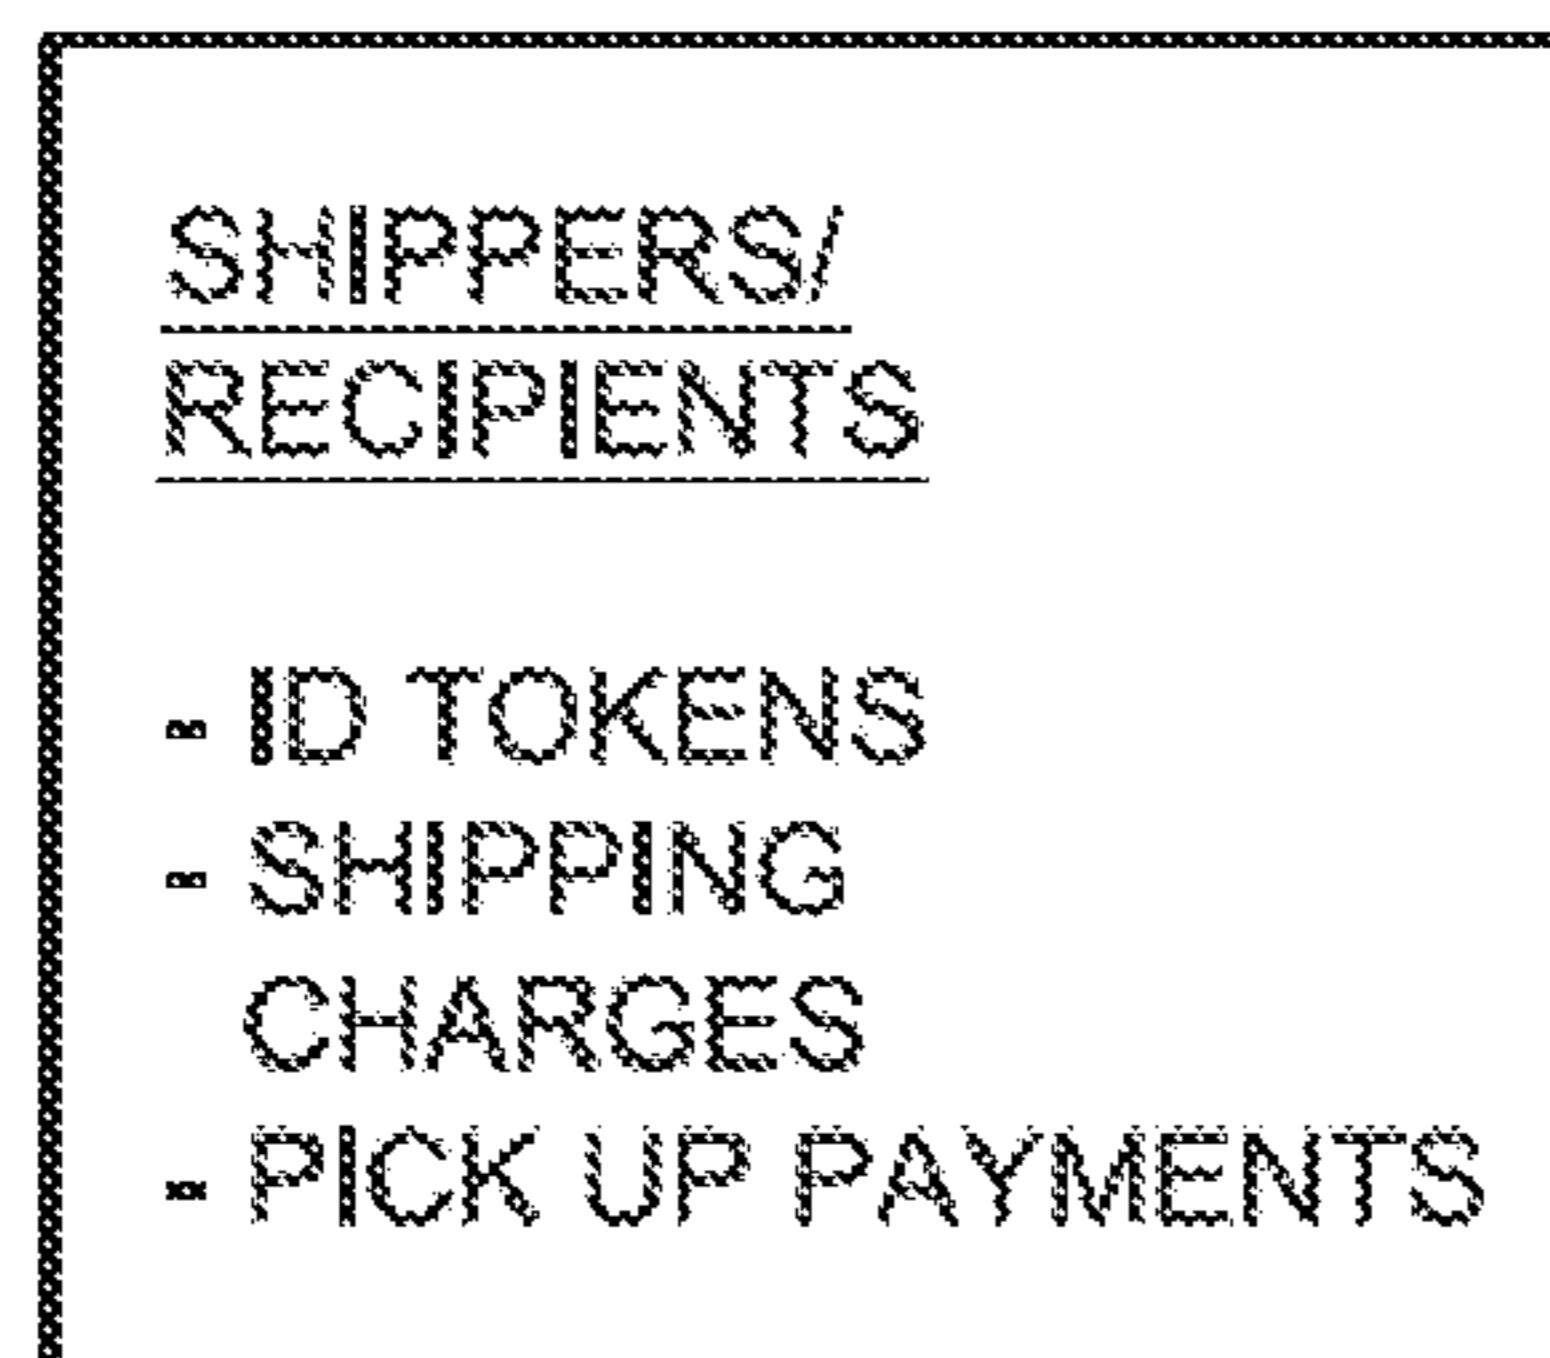 SHIPPERS/
RECIPIENTS
- ID TOKENS
- SHIPPING
CHARGES
- PICK UP PAYMENTS